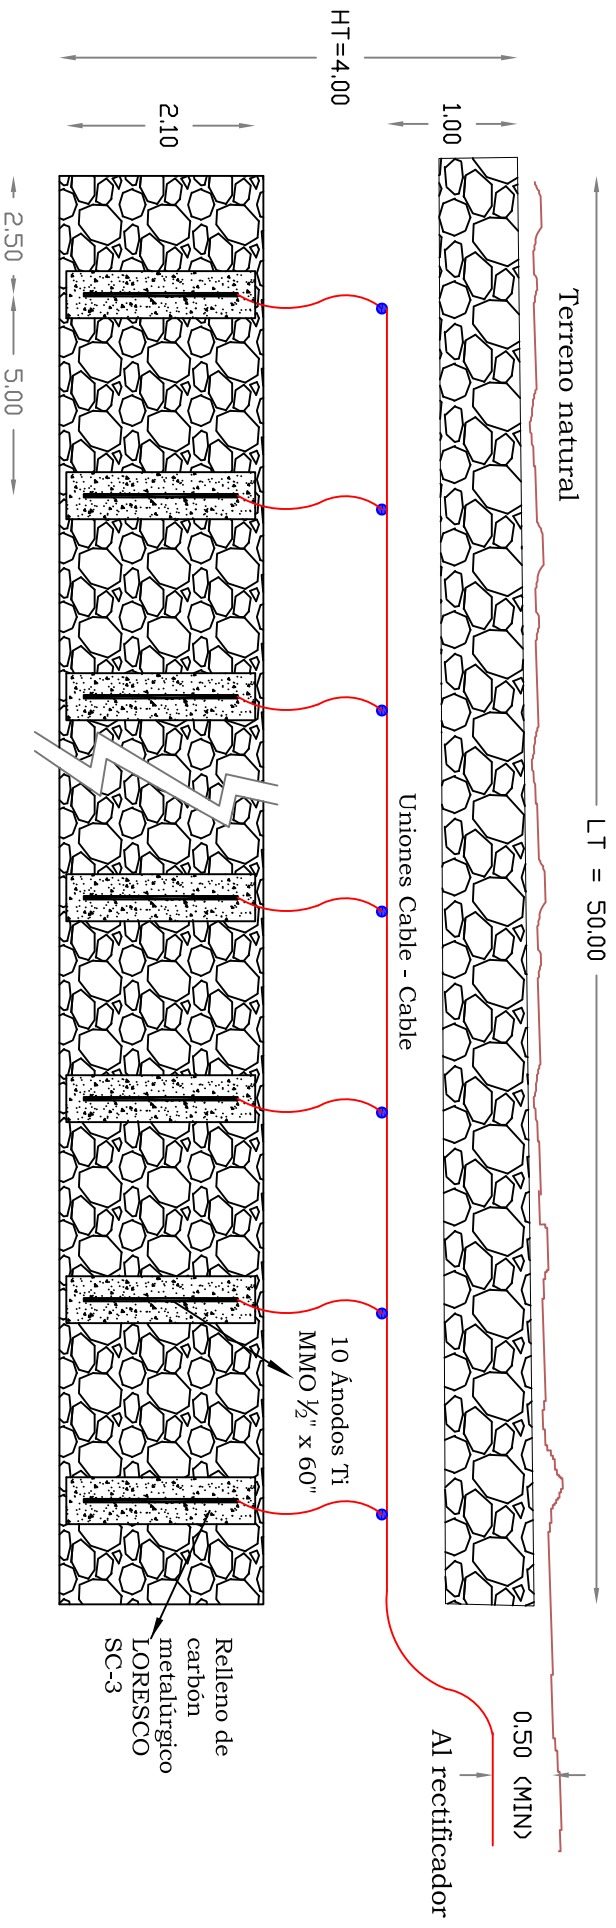 LT = 50.00
Terreno natural
HT=4.00
1.00
2.10
2.50
5.00
Uniones Cable - Cable
10 Ánodos Ti
MMO ½" x 60"
0.50 (MIN)
Al rectificador
Relleno de
carbón
metalúrgico
LORESCO
SC-3